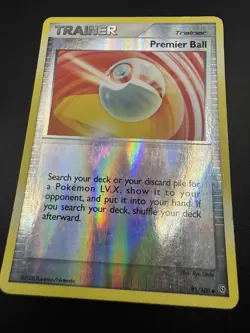 TRAINER
Trainer
Premier Ball
Search your deck or your discard pile for
a Pokémon LV.X, show it to your
opponent, and put it into your hand. If
you search your deck, shuffle your deck
afterward.